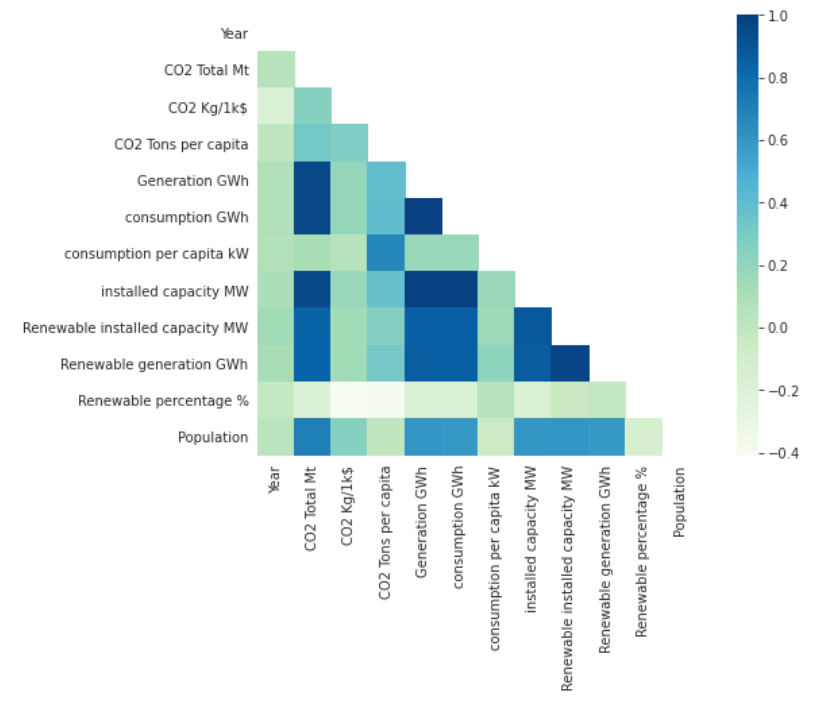 Year
CO2 Total Mt
CO2 Kg/1k$
CO2 Tons per capita
Generation GWh
consumption GWh
consumption per capita kW
installed capacity MW
Renewable installed capacity MW
Renewable generation GWh
Renewable percentage %
Population
Year
CO2 Total Mt
CO2 Kg/1k$
CO2 Tons per capita
Generation GWh
consumption GWh
consumption per capita kW
installed capacity MW
Renewable installed capacity MW
Renewable generation GWh
Renewable percentage %
Population
1.0
0.8
0.6
0.4
0.2
0.0
−0.2
−0.4